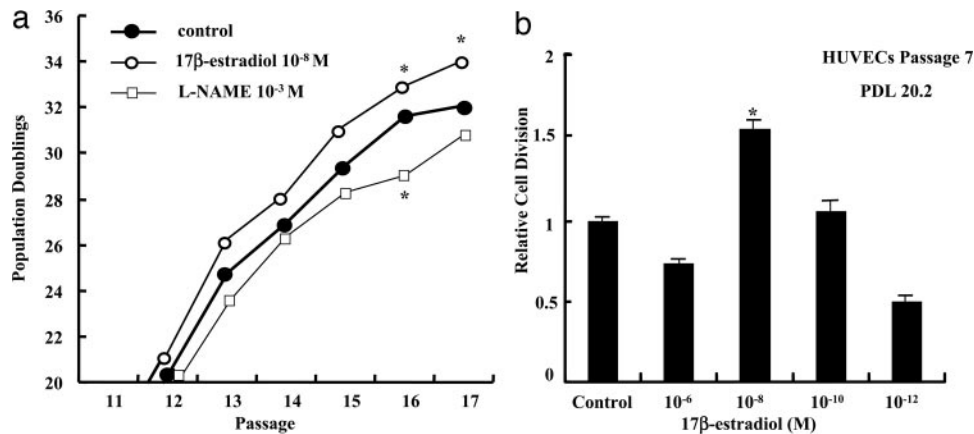 a
control
17β-estradiol 10⁻⁸ M
L-NAME 10⁻³ M
36
34
32
30
28
26
24
22
20
Population Doublings
*
*
*
11 12 13 14 15 16 17
Passage
b
HUVECs Passage 7
PDL 20.2
2
1.5
1
0.5
0
Relative Cell Division
*
Control 10⁻⁶ 10⁻⁸ 10⁻¹⁰ 10⁻¹²
17β-estradiol (M)